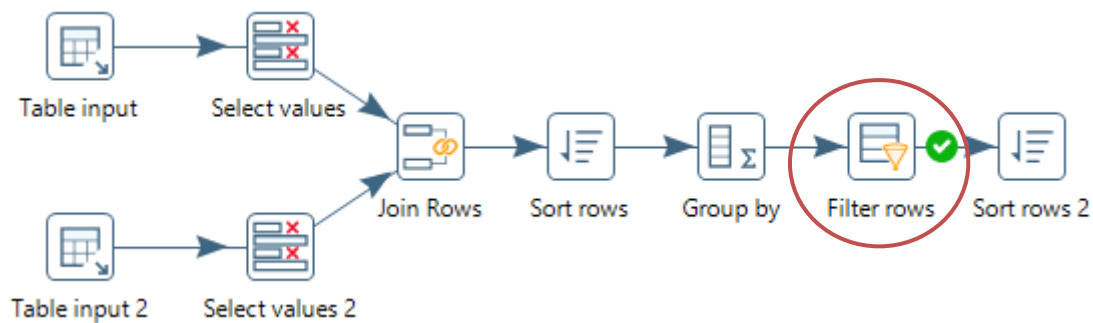 Table input
Select values
Join Rows
Sort rows
Group by
Filter rows
Sort rows 2
Table input 2
Select values 2